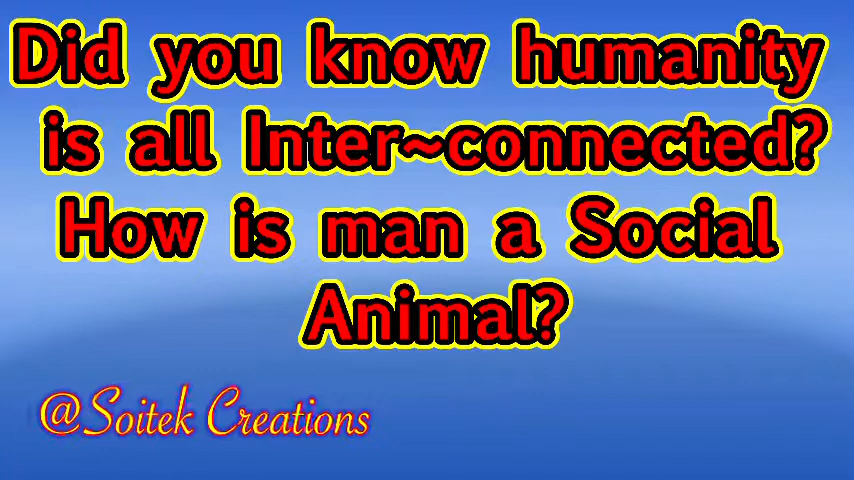 Did you know humanity
is all Inter~connected?
How is man a Social
Animal?
@Soitek Creations